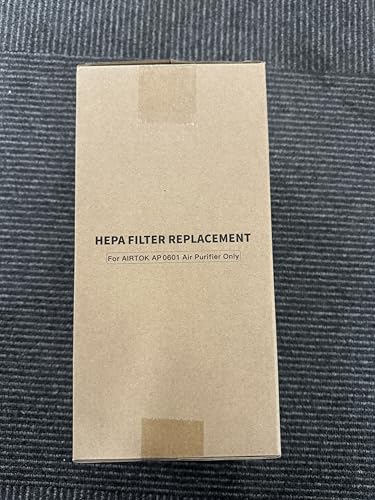 HEPA FILTER REPLACEMENT
For AIRTOK AP0601 Air Purifier Only